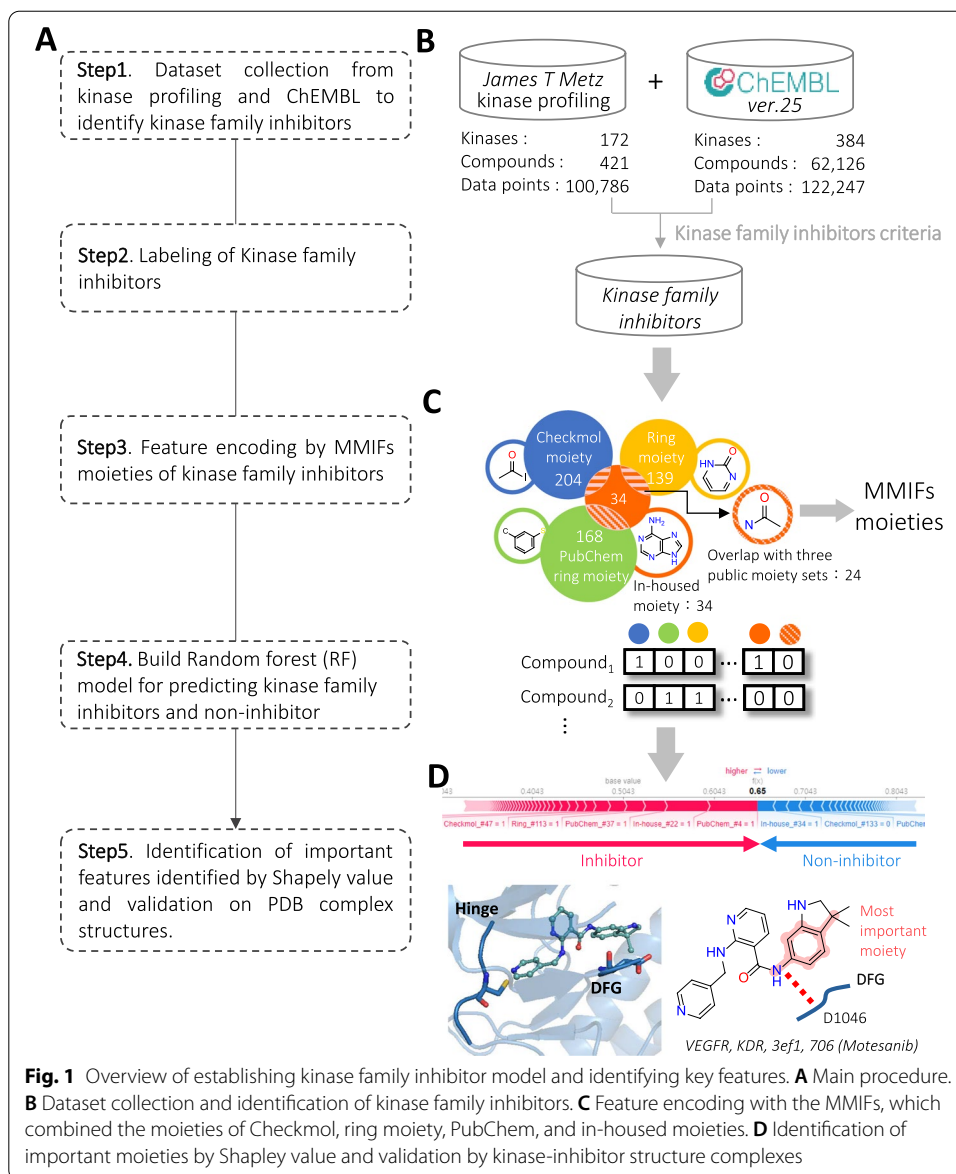 A
Step1. Dataset collection from
kinase profiling and ChEMBL to
identify kinase family inhibitors
Step2. Labeling of Kinase family
inhibitors
Step3. Feature encoding by MMIFs
moieties of kinase family inhibitors
Step4. Build Random forest (RF)
model for predicting kinase family
inhibitors and non-inhibitor
Step5. Identification of important
features identified by Shapely value
and validation on PDB complex
structures.
B
James T Metz
kinase profiling
+
ChEMBL
ver.25
Kinases : 172
Compounds : 421
Data points : 100,786
Kinases : 384
Compounds : 62,126
Data points : 122,247
Kinase family inhibitors criteria
Kinase family
inhibitors
C
Checkmol
moiety
204
Ring
moiety
139
34
168
PubChem
ring moiety
O
I
O
HN
N
C
S
NH2
N
N
N
N
H
O
N
In-housed
moiety : 34
Overlap with three
public moiety sets : 24
MMIFs
moieties
Compound1 1 0 0 ... 1 0
Compound2 0 1 1 ... 0 0
⋮
D
higher ⇄ lower
base value
f(x)
043 0.4043 0.5043 0.6043 0.65 0.7043 0.8043
Checkmol_#47 = 1 Ring_#113 = 1 PubChem_#37 = 1 In-house_#22 = 1 PubChem_#4 = 1 In-house_#34 = 1 Checkmol_#133 = 0 PubChe
Inhibitor
Non-inhibitor
Hinge
DFG
HN
N
NH
O
N
H
N
Most
important
moiety
DFG
D1046
VEGFR, KDR, 3ef1, 706 (Motesanib)
Fig. 1 Overview of establishing kinase family inhibitor model and identifying key features. A Main procedure.
B Dataset collection and identification of kinase family inhibitors. C Feature encoding with the MMIFs, which
combined the moieties of Checkmol, ring moiety, PubChem, and in-housed moieties. D Identification of
important moieties by Shapley value and validation by kinase-inhibitor structure complexes